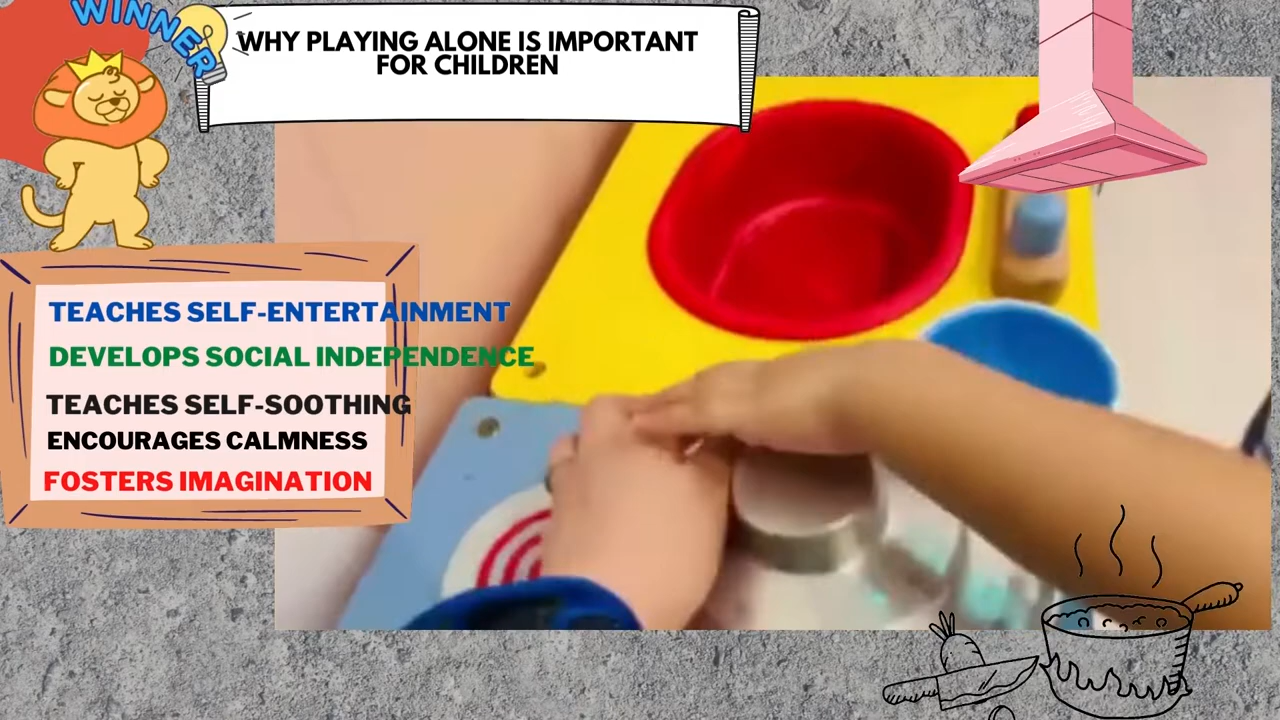 WINNER
WHY PLAYING ALONE IS IMPORTANT
FOR CHILDREN
TEACHES SELF-ENTERTAINMENT
DEVELOPS SOCIAL INDEPENDENCE
TEACHES SELF-SOOTHING
ENCOURAGES CALMNESS
FOSTERS IMAGINATION